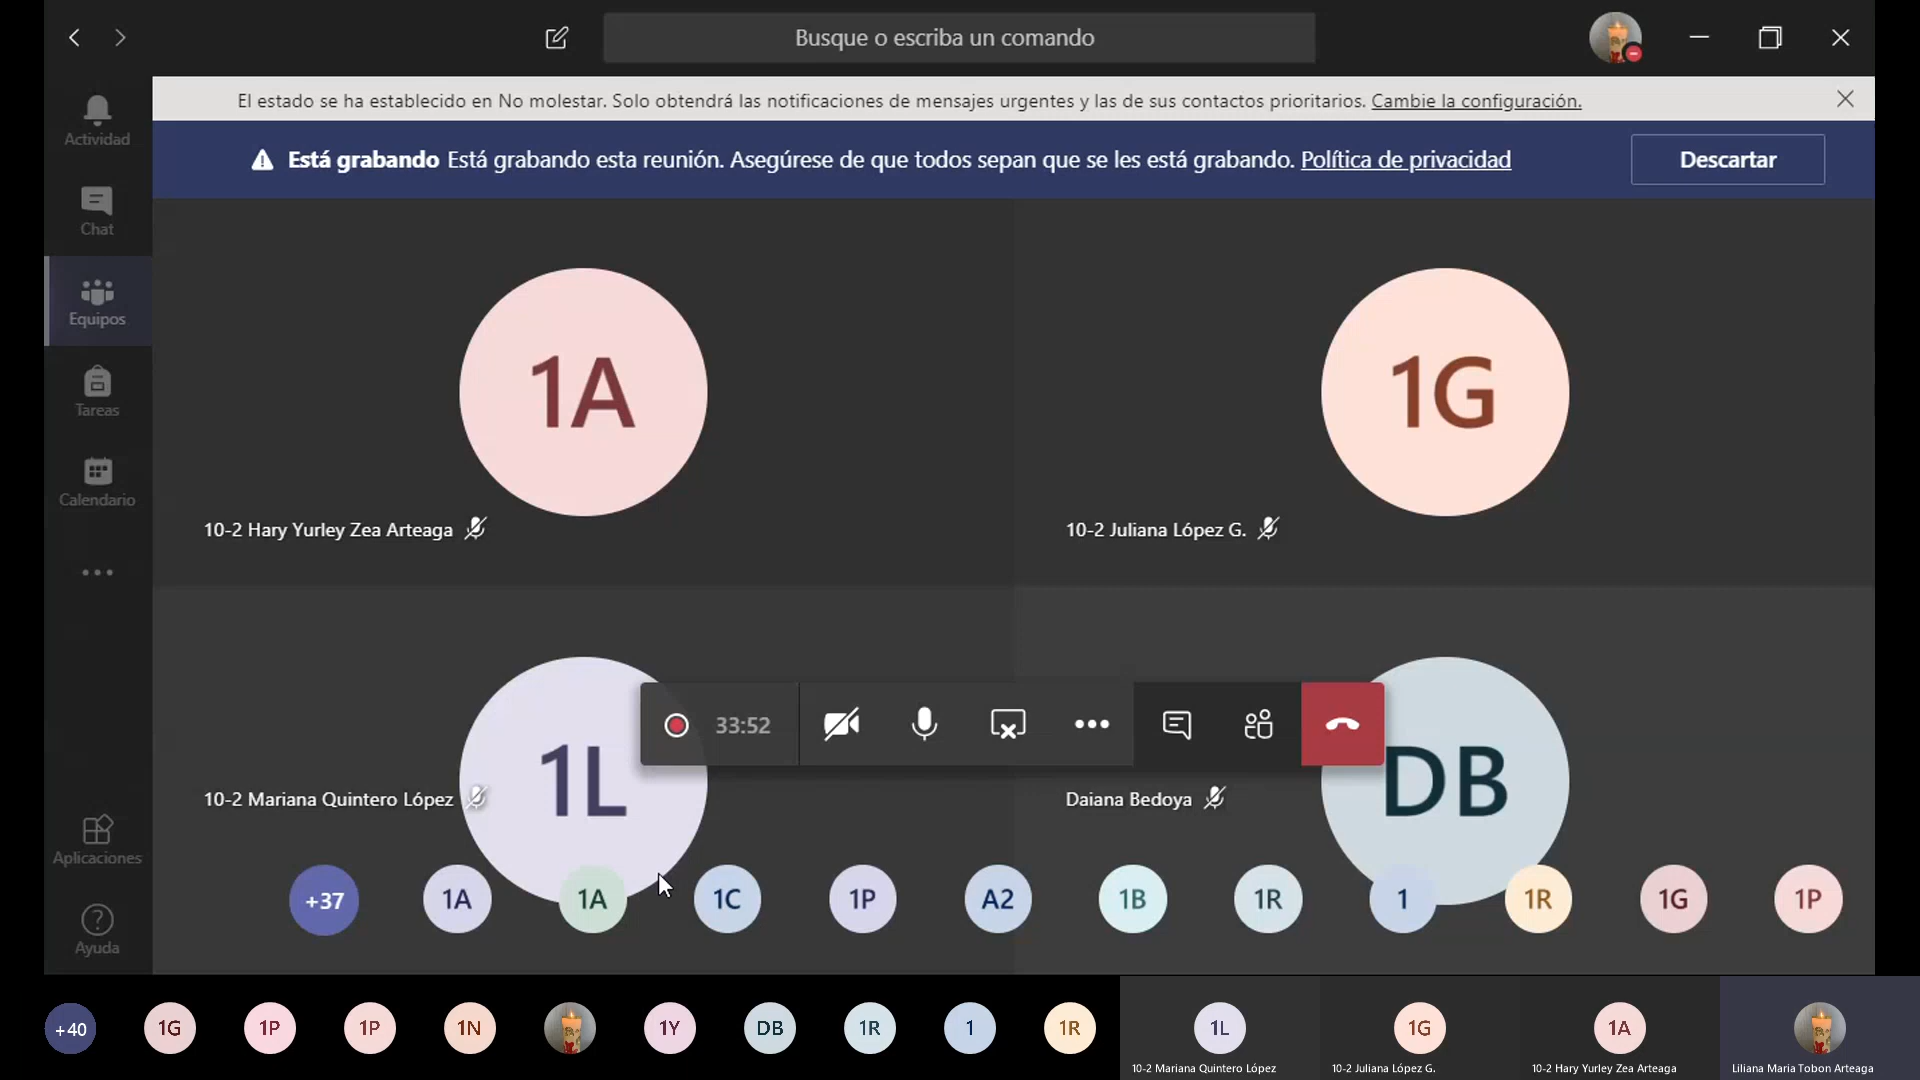 Busque o escriba un comando
El estado se ha establecido en No molestar. Solo obtendrá las notificaciones de mensajes urgentes y las de sus contactos prioritarios. Cambie la configuración.
Está grabando Está grabando esta reunión. Asegúrese de que todos sepan que se les está grabando. Política de privacidad
Descartar
Actividad
Chat
Equipos
Tareas
Calendario
Aplicaciones
Ayuda
1A
1G
10-2 Hary Yurley Zea Arteaga
10-2 Juliana López G.
33:52
1L
DB
10-2 Mariana Quintero López
Daiana Bedoya
+37 1A 1A 1C 1P A2 1B 1R 1 1R 1G 1P
+40 1G 1P 1P 1N 1Y DB 1R 1 1R 1L 1G 1A
10-2 Mariana Quintero López
10-2 Juliana López G.
10-2 Hary Yurley Zea Arteaga
Liliana Maria Tobon Arteaga